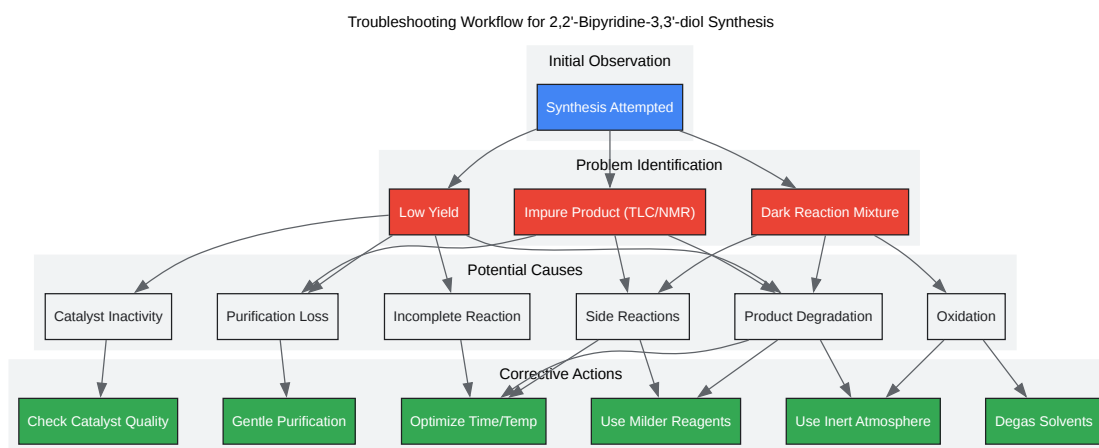 Troubleshooting Workflow for 2,2'-Bipyridine-3,3'-diol Synthesis
Initial Observation
Synthesis Attempted
Problem Identification
Low Yield
Impure Product (TLC/NMR)
Dark Reaction Mixture
Potential Causes
Catalyst Inactivity
Purification Loss
Incomplete Reaction
Side Reactions
Product Degradation
Oxidation
Corrective Actions
Check Catalyst Quality
Gentle Purification
Optimize Time/Temp
Use Milder Reagents
Use Inert Atmosphere
Degas Solvents